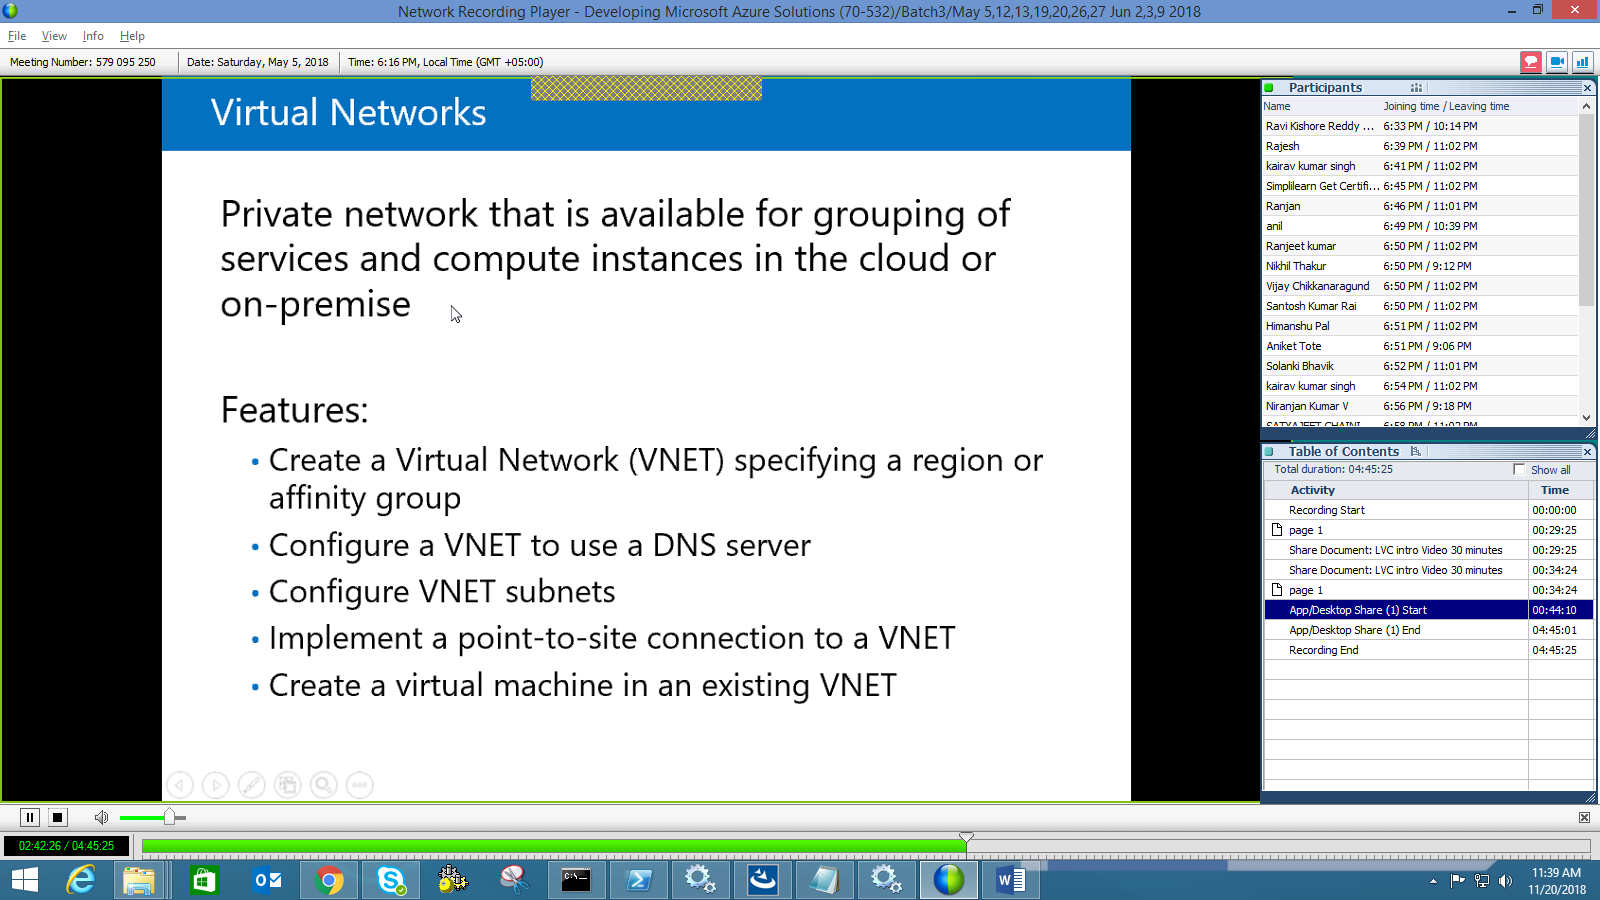 Network Recording Player - Developing Microsoft Azure Solutions (70-532)/Batch3/May 5,12,13,19,20,26,27 Jun 2,3,9 2018
File View Info Help
Meeting Number: 579 095 250 Date: Saturday, May 5, 2018 Time: 6:16 PM, Local Time (GMT +05:00)
Virtual Networks
Private network that is available for grouping of
services and compute instances in the cloud or
on-premise
Features:
• Create a Virtual Network (VNET) specifying a region or
affinity group
• Configure a VNET to use a DNS server
• Configure VNET subnets
• Implement a point-to-site connection to a VNET
• Create a virtual machine in an existing VNET
Participants
Name Joining time / Leaving time
Ravi Kishore Reddy ... 6:33 PM / 10:14 PM
Rajesh 6:39 PM / 11:02 PM
kairav kumar singh 6:41 PM / 11:02 PM
Simplilearn Get Certifi... 6:45 PM / 11:02 PM
Ranjan 6:46 PM / 11:01 PM
anil 6:49 PM / 10:39 PM
Ranjeet kumar 6:50 PM / 11:02 PM
Nikhil Thakur 6:50 PM / 9:12 PM
Vijay Chikkanaragund 6:50 PM / 11:02 PM
Santosh Kumar Rai 6:50 PM / 11:02 PM
Himanshu Pal 6:51 PM / 11:02 PM
Aniket Tote 6:51 PM / 9:06 PM
Solanki Bhavik 6:52 PM / 11:01 PM
kairav kumar singh 6:54 PM / 11:02 PM
Niranjan Kumar V 6:56 PM / 9:18 PM
SATYAJEET CHAINI 6:58 PM / 11:02 PM
Table of Contents
Total duration: 04:45:25 Show all
Activity Time
Recording Start 00:00:00
page 1 00:29:25
Share Document: LVC intro Video 30 minutes 00:29:25
Share Document: LVC intro Video 30 minutes 00:34:24
page 1 00:34:24
App/Desktop Share (1) Start 00:44:10
App/Desktop Share (1) End 04:45:01
Recording End 04:45:25
02:42:26 / 04:45:25
11:39 AM
11/20/2018